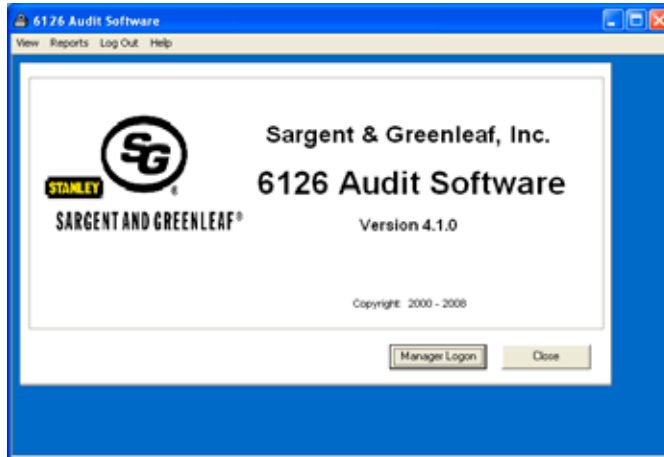 6126 Audit Software
View Reports Log Out Help
SG
STANLEY
®
SARGENT AND GREENLEAF®
Sargent & Greenleaf, Inc.
6126 Audit Software
Version 4.1.0
Copyright: 2000 - 2008
Manager Logon Close